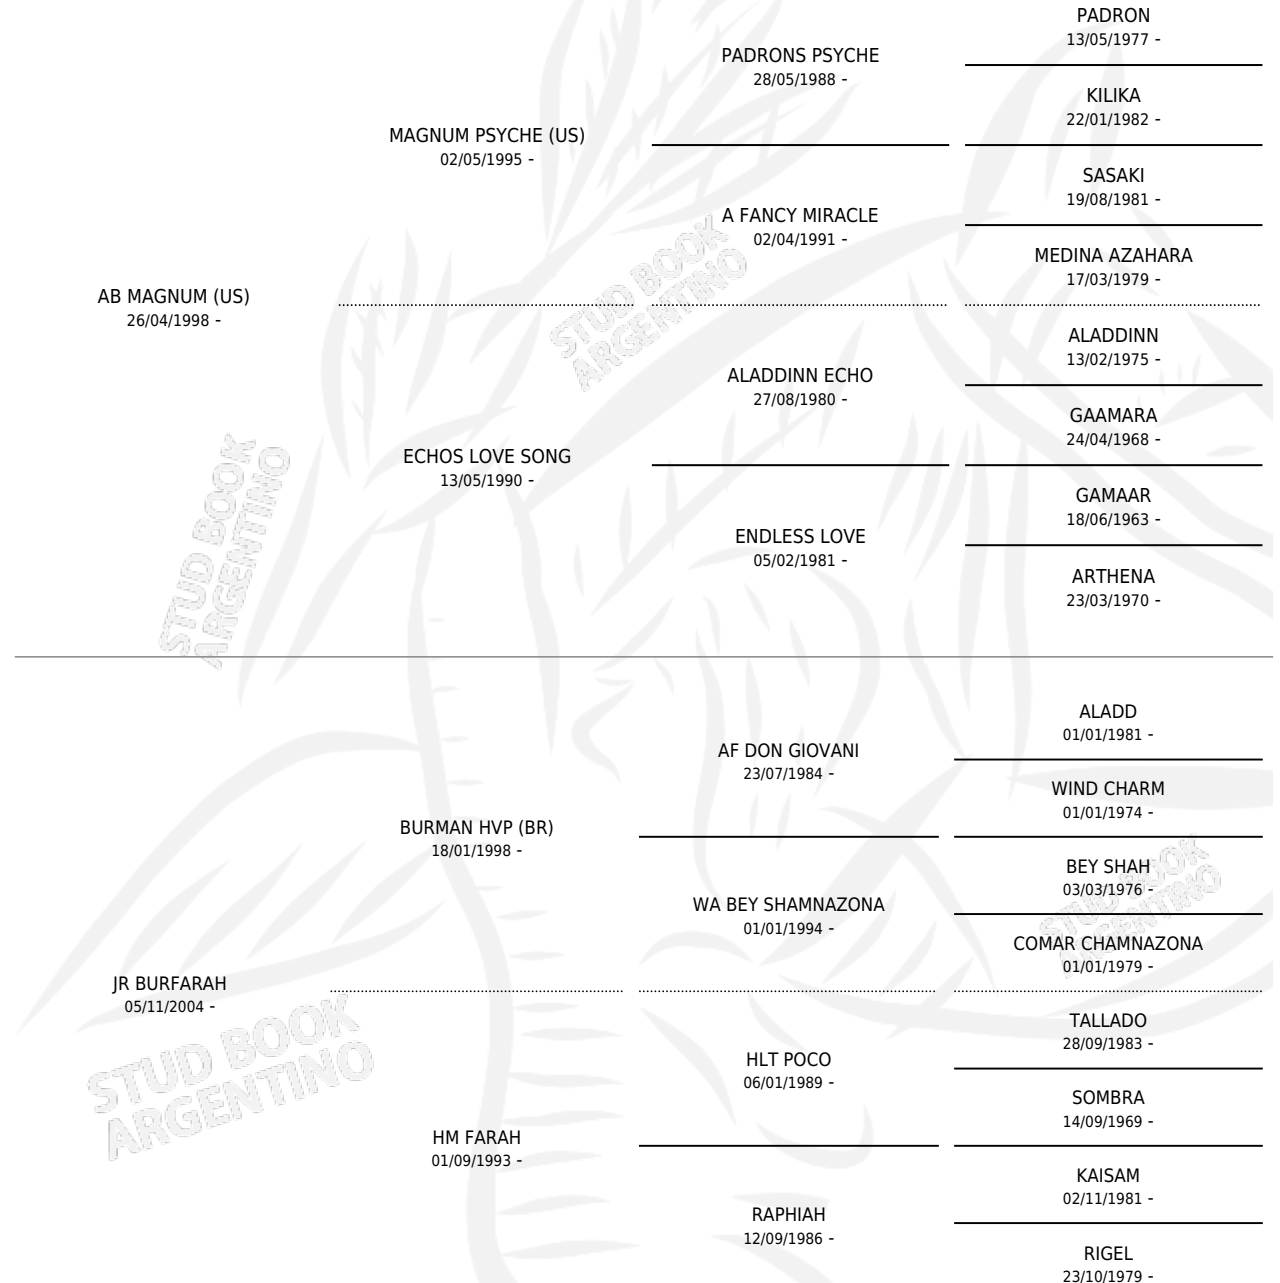 PADRON
13/05/1977 -
PADRONS PSYCHE
28/05/1988 -
KILIKA
22/01/1982 -
MAGNUM PSYCHE (US)
02/05/1995 -
SASAKI
19/08/1981 -
A FANCY MIRACLE
02/04/1991 -
MEDINA AZAHARA
17/03/1979 -
AB MAGNUM (US)
26/04/1998 -
ALADDINN
13/02/1975 -
ALADDINN ECHO
27/08/1980 -
GAAMARA
24/04/1968 -
ECHOS LOVE SONG
13/05/1990 -
GAMAAR
18/06/1963 -
ENDLESS LOVE
05/02/1981 -
ARTHENA
23/03/1970 -
ALADD
01/01/1981 -
AF DON GIOVANI
23/07/1984 -
WIND CHARM
01/01/1974 -
BURMAN HVP (BR)
18/01/1998 -
BEY SHAH
03/03/1976 -
WA BEY SHAMNAZONA
01/01/1994 -
COMAR CHAMNAZONA
01/01/1979 -
JR BURFARAH
05/11/2004 -
TALLADO
28/09/1983 -
HLT POCO
06/01/1989 -
SOMBRA
14/09/1969 -
HM FARAH
01/09/1993 -
KAISAM
02/11/1981 -
RAPHIAH
12/09/1986 -
RIGEL
23/10/1979 -
STUD BOOK
ARGENTINO
STUD BOOK
ARGENTINO
STUD BOOK
ARGENTINO
STUD BOOK
ARGENTINO